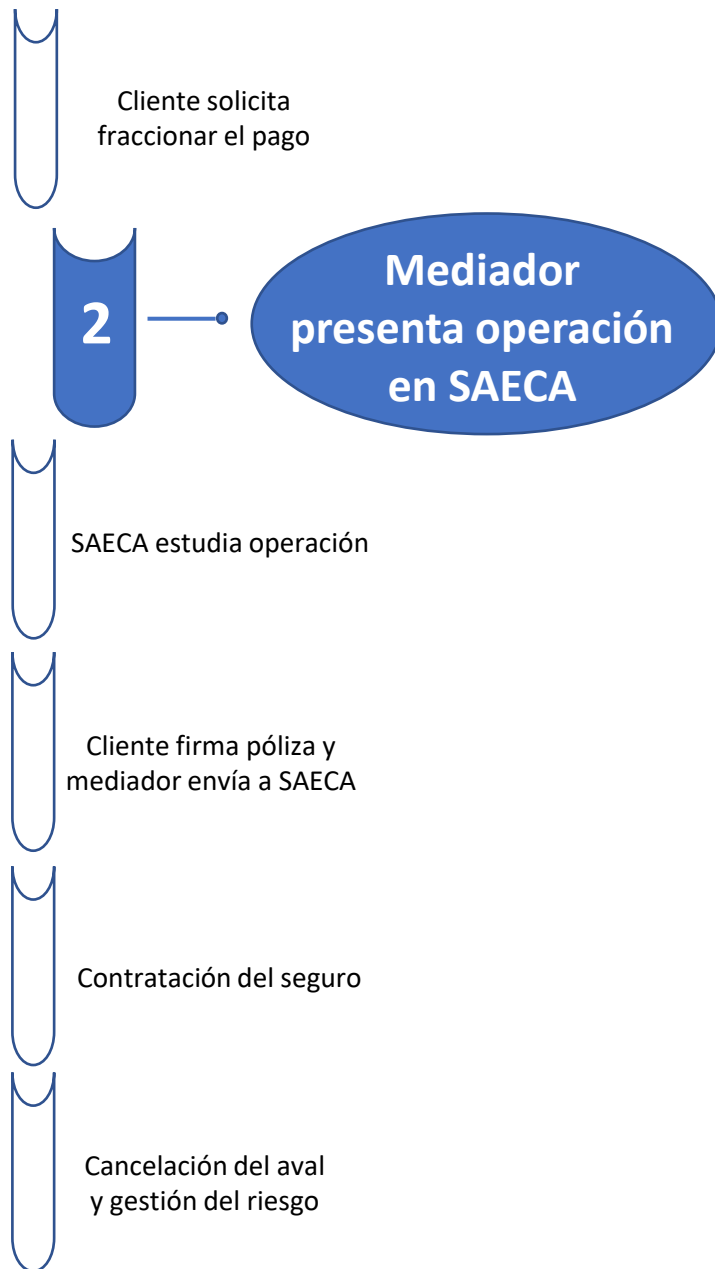 Cliente solicita
fraccionar el pago
2
Mediador
presenta operación
en SAECA
SAECA estudia operación
Cliente firma póliza y
mediador envía a SAECA
Contratación del seguro
Cancelación del aval
y gestión del riesgo